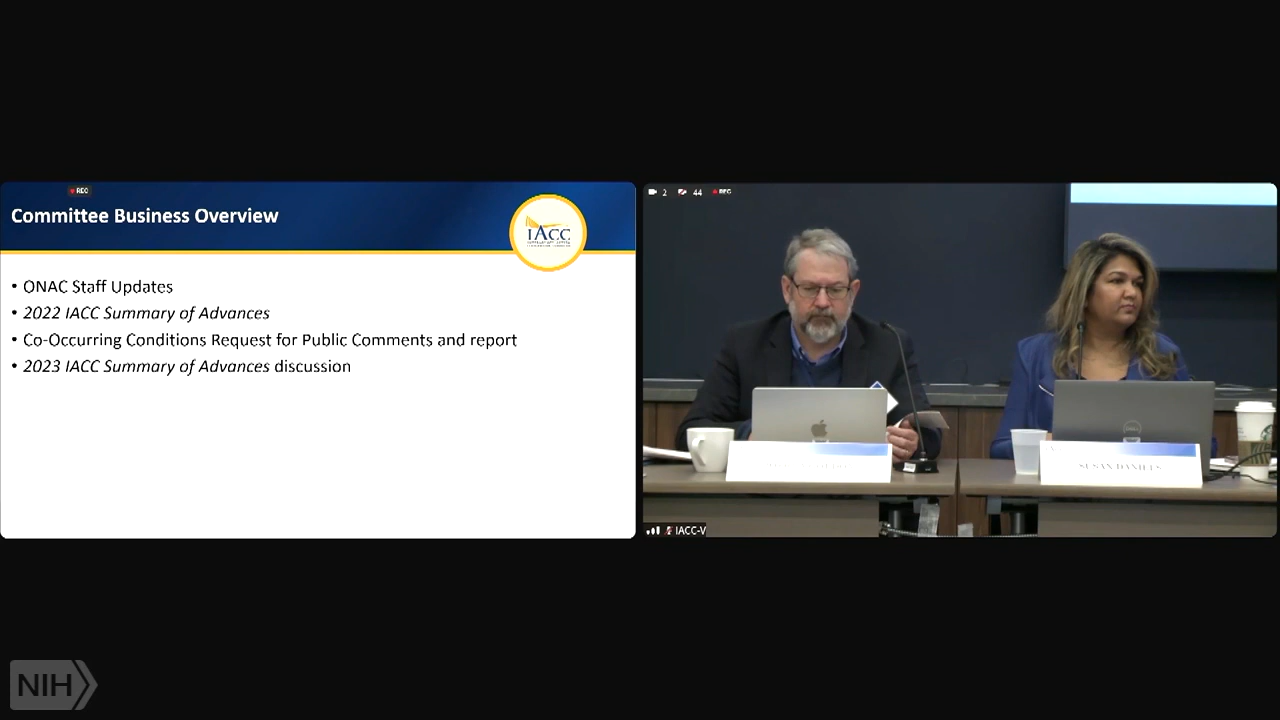 REC
Committee Business Overview
IACC
• ONAC Staff Updates
• 2022 IACC Summary of Advances
• Co-Occurring Conditions Request for Public Comments and report
• 2023 IACC Summary of Advances discussion
2 44 REC
DELL
SUSAN DANIELS
IACC-V
NIH